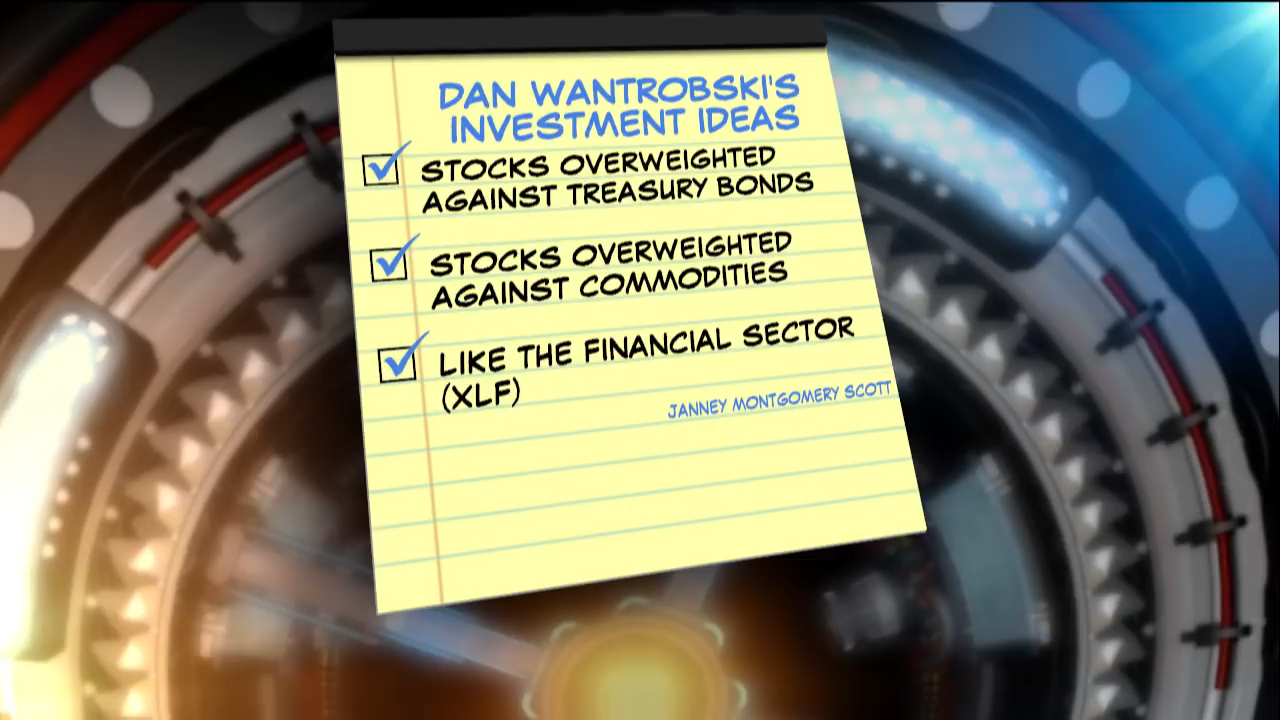 DAN WANTROBSKI'S
INVESTMENT IDEAS
STOCKS OVERWEIGHTED
AGAINST TREASURY BONDS
STOCKS OVERWEIGHTED
AGAINST COMMODITIES
LIKE THE FINANCIAL SECTOR
(XLF)
JANNEY MONTGOMERY SCOTT